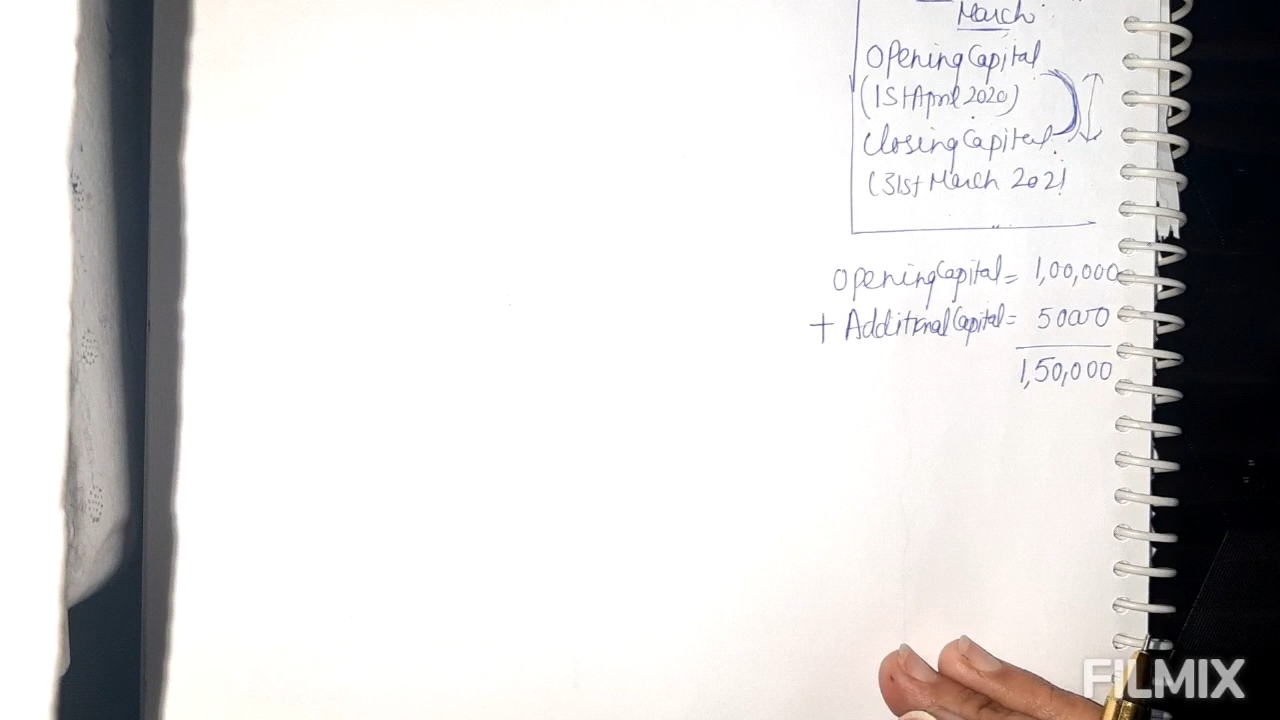 March
Opening Capital
(1st April 2020)
Closing Capital
(31st March 2021
Opening Capital = 1,00,000
+ Additional Capital = 50000
1,50,000
FILMIX